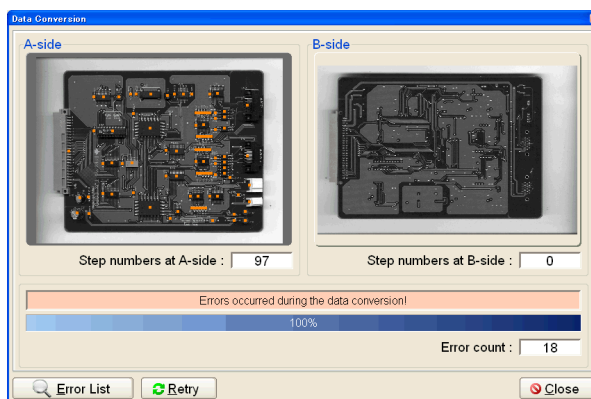 Data Conversion
A-side
B-side
Step numbers at A-side : 97
Step numbers at B-side : 0
Errors occurred during the data conversion!
100%
Error count : 18
Error List
Retry
Close